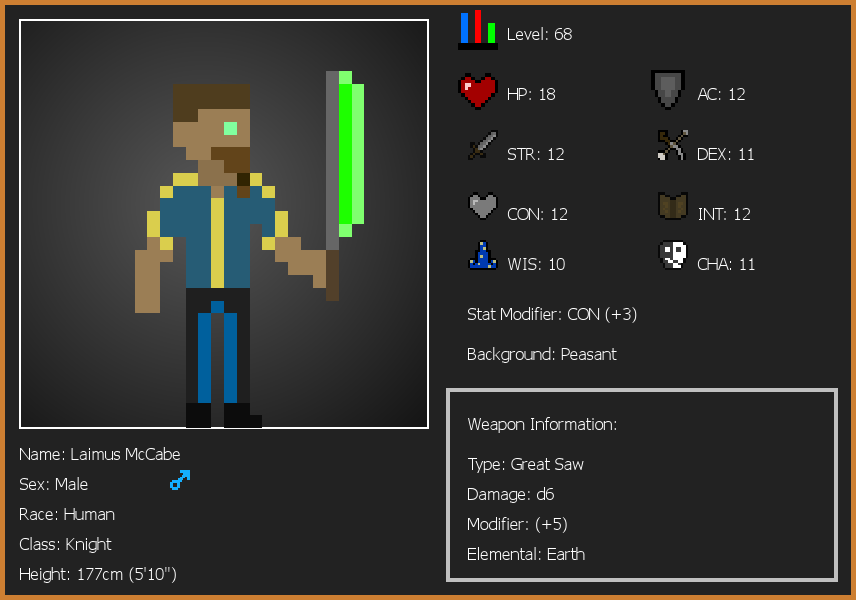 Level: 68
HP: 18
AC: 12
STR: 12
DEX: 11
CON: 12
INT: 12
WIS: 10
CHA: 11
Stat Modifier: CON (+3)
Background: Peasant
Weapon Information:
Type: Great Saw
Damage: d6
Modifier: (+5)
Elemental: Earth
Name: Laimus McCabe
Sex: Male
Race: Human
Class: Knight
Height: 177cm (5'10")